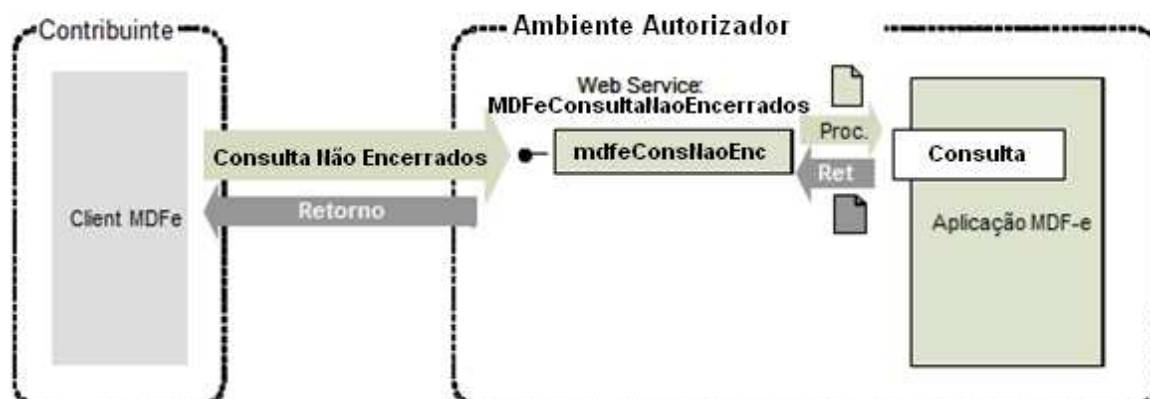 Contribuinte
Client MDFe
Consulta Não Encerrados
Retorno
Ambiente Autorizador
Web Service:
MDFeConsultaNaoEncerrados
mdfeConsNaoEnc
Proc.
Ret
Consulta
Aplicação MDF-e